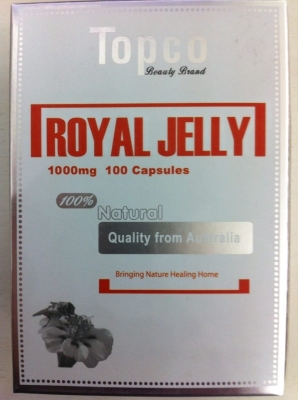 Topco
Beauty Brand
ROYAL JELLY
1000mg 100 Capsules
100%
Natural
Quality from Australia
Bringing Nature Healing Home